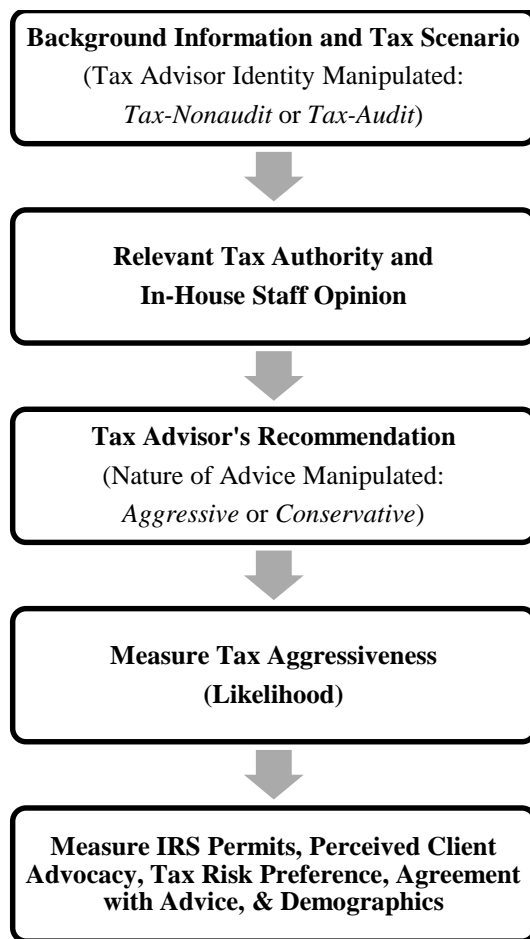 Background Information and Tax Scenario
(Tax Advisor Identity Manipulated:
Tax-Nonaudit or Tax-Audit)
Relevant Tax Authority and
In-House Staff Opinion
Tax Advisor's Recommendation
(Nature of Advice Manipulated:
Aggressive or Conservative)
Measure Tax Aggressiveness
(Likelihood)
Measure IRS Permits, Perceived Client
Advocacy, Tax Risk Preference, Agreement
with Advice, & Demographics